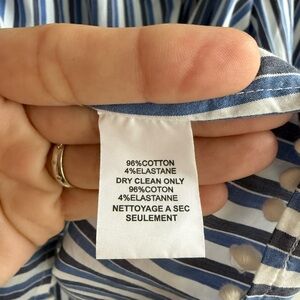 96%COTTON
4%ELASTANE
DRY CLEAN ONLY
96%COTON
4%ELASTANNE
NETTOYAGE A SEC
SEULEMENT